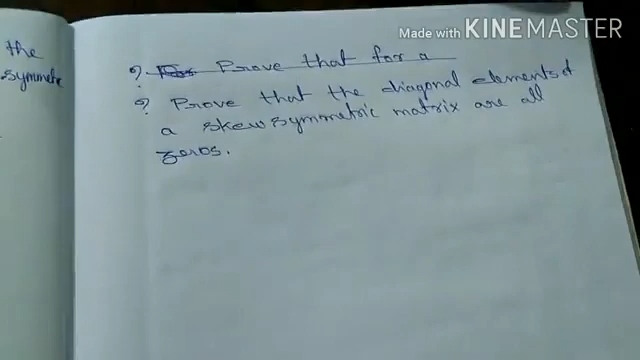 Made with KINEMASTER
the
symmetric
?. Prove that for a
? Prove that the diagonal elements of
a skew symmetric matrix are all
zeros.